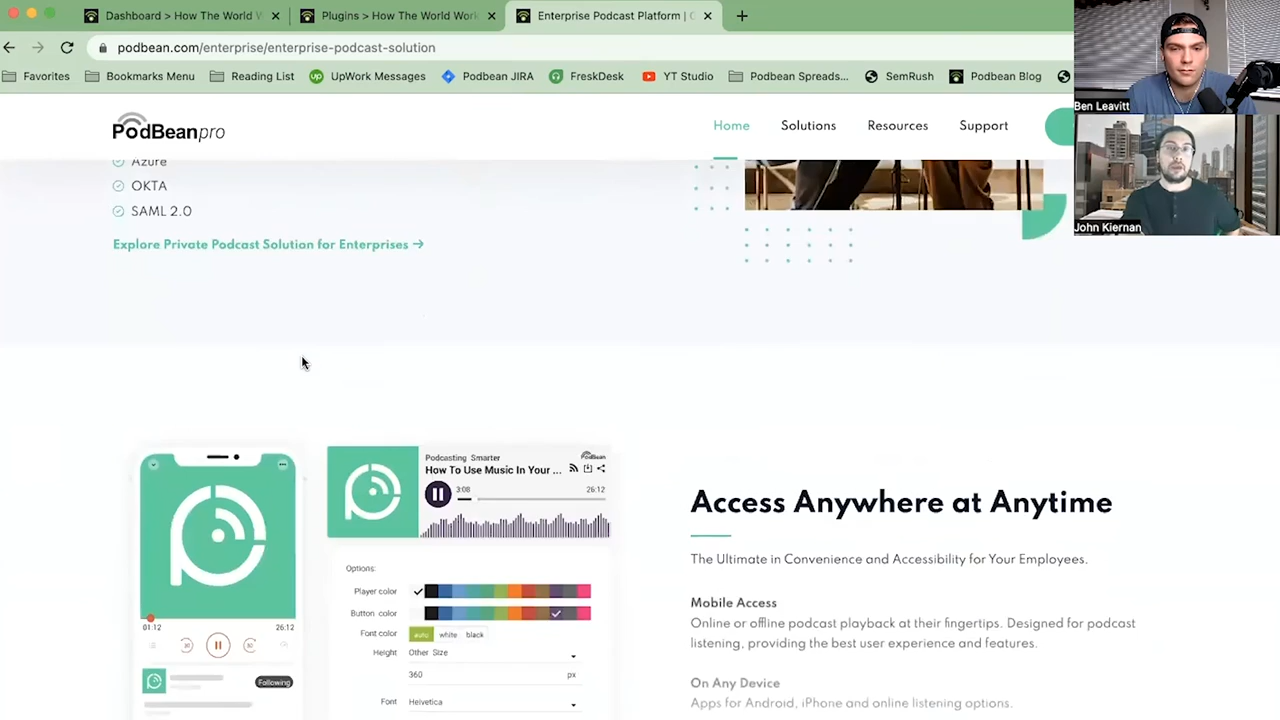 Dashboard > How The World W
Plugins > How The World Wor
Enterprise Podcast Platform |
podbean.com/enterprise/enterprise-podcast-solution
Favorites
Bookmarks Menu
Reading List
UpWork Messages
Podbean JIRA
FreskDesk
YT Studio
Podbean Spreads...
SemRush
Podbean Blog
PodBeanpro
Home
Solutions
Resources
Support
Ben Leavitt
John Kiernan
Azure
OKTA
SAML 2.0
Explore Private Podcast Solution for Enterprises →
Podcasting Smarter
PodBean
How To Use Music In Your ...
3:08
26:12
Options:
Player color
Button color
Font color
auto
white
black
Height
Other Size
360
px
Font
Helvetica
01:12
26:12
30
30
Following
Access Anywhere at Anytime
The Ultimate in Convenience and Accessibility for Your Employees.
Mobile Access
Online or offline podcast playback at their fingertips. Designed for podcast
listening, providing the best user experience and features.
On Any Device
Apps for Android, iPhone and online listening options.